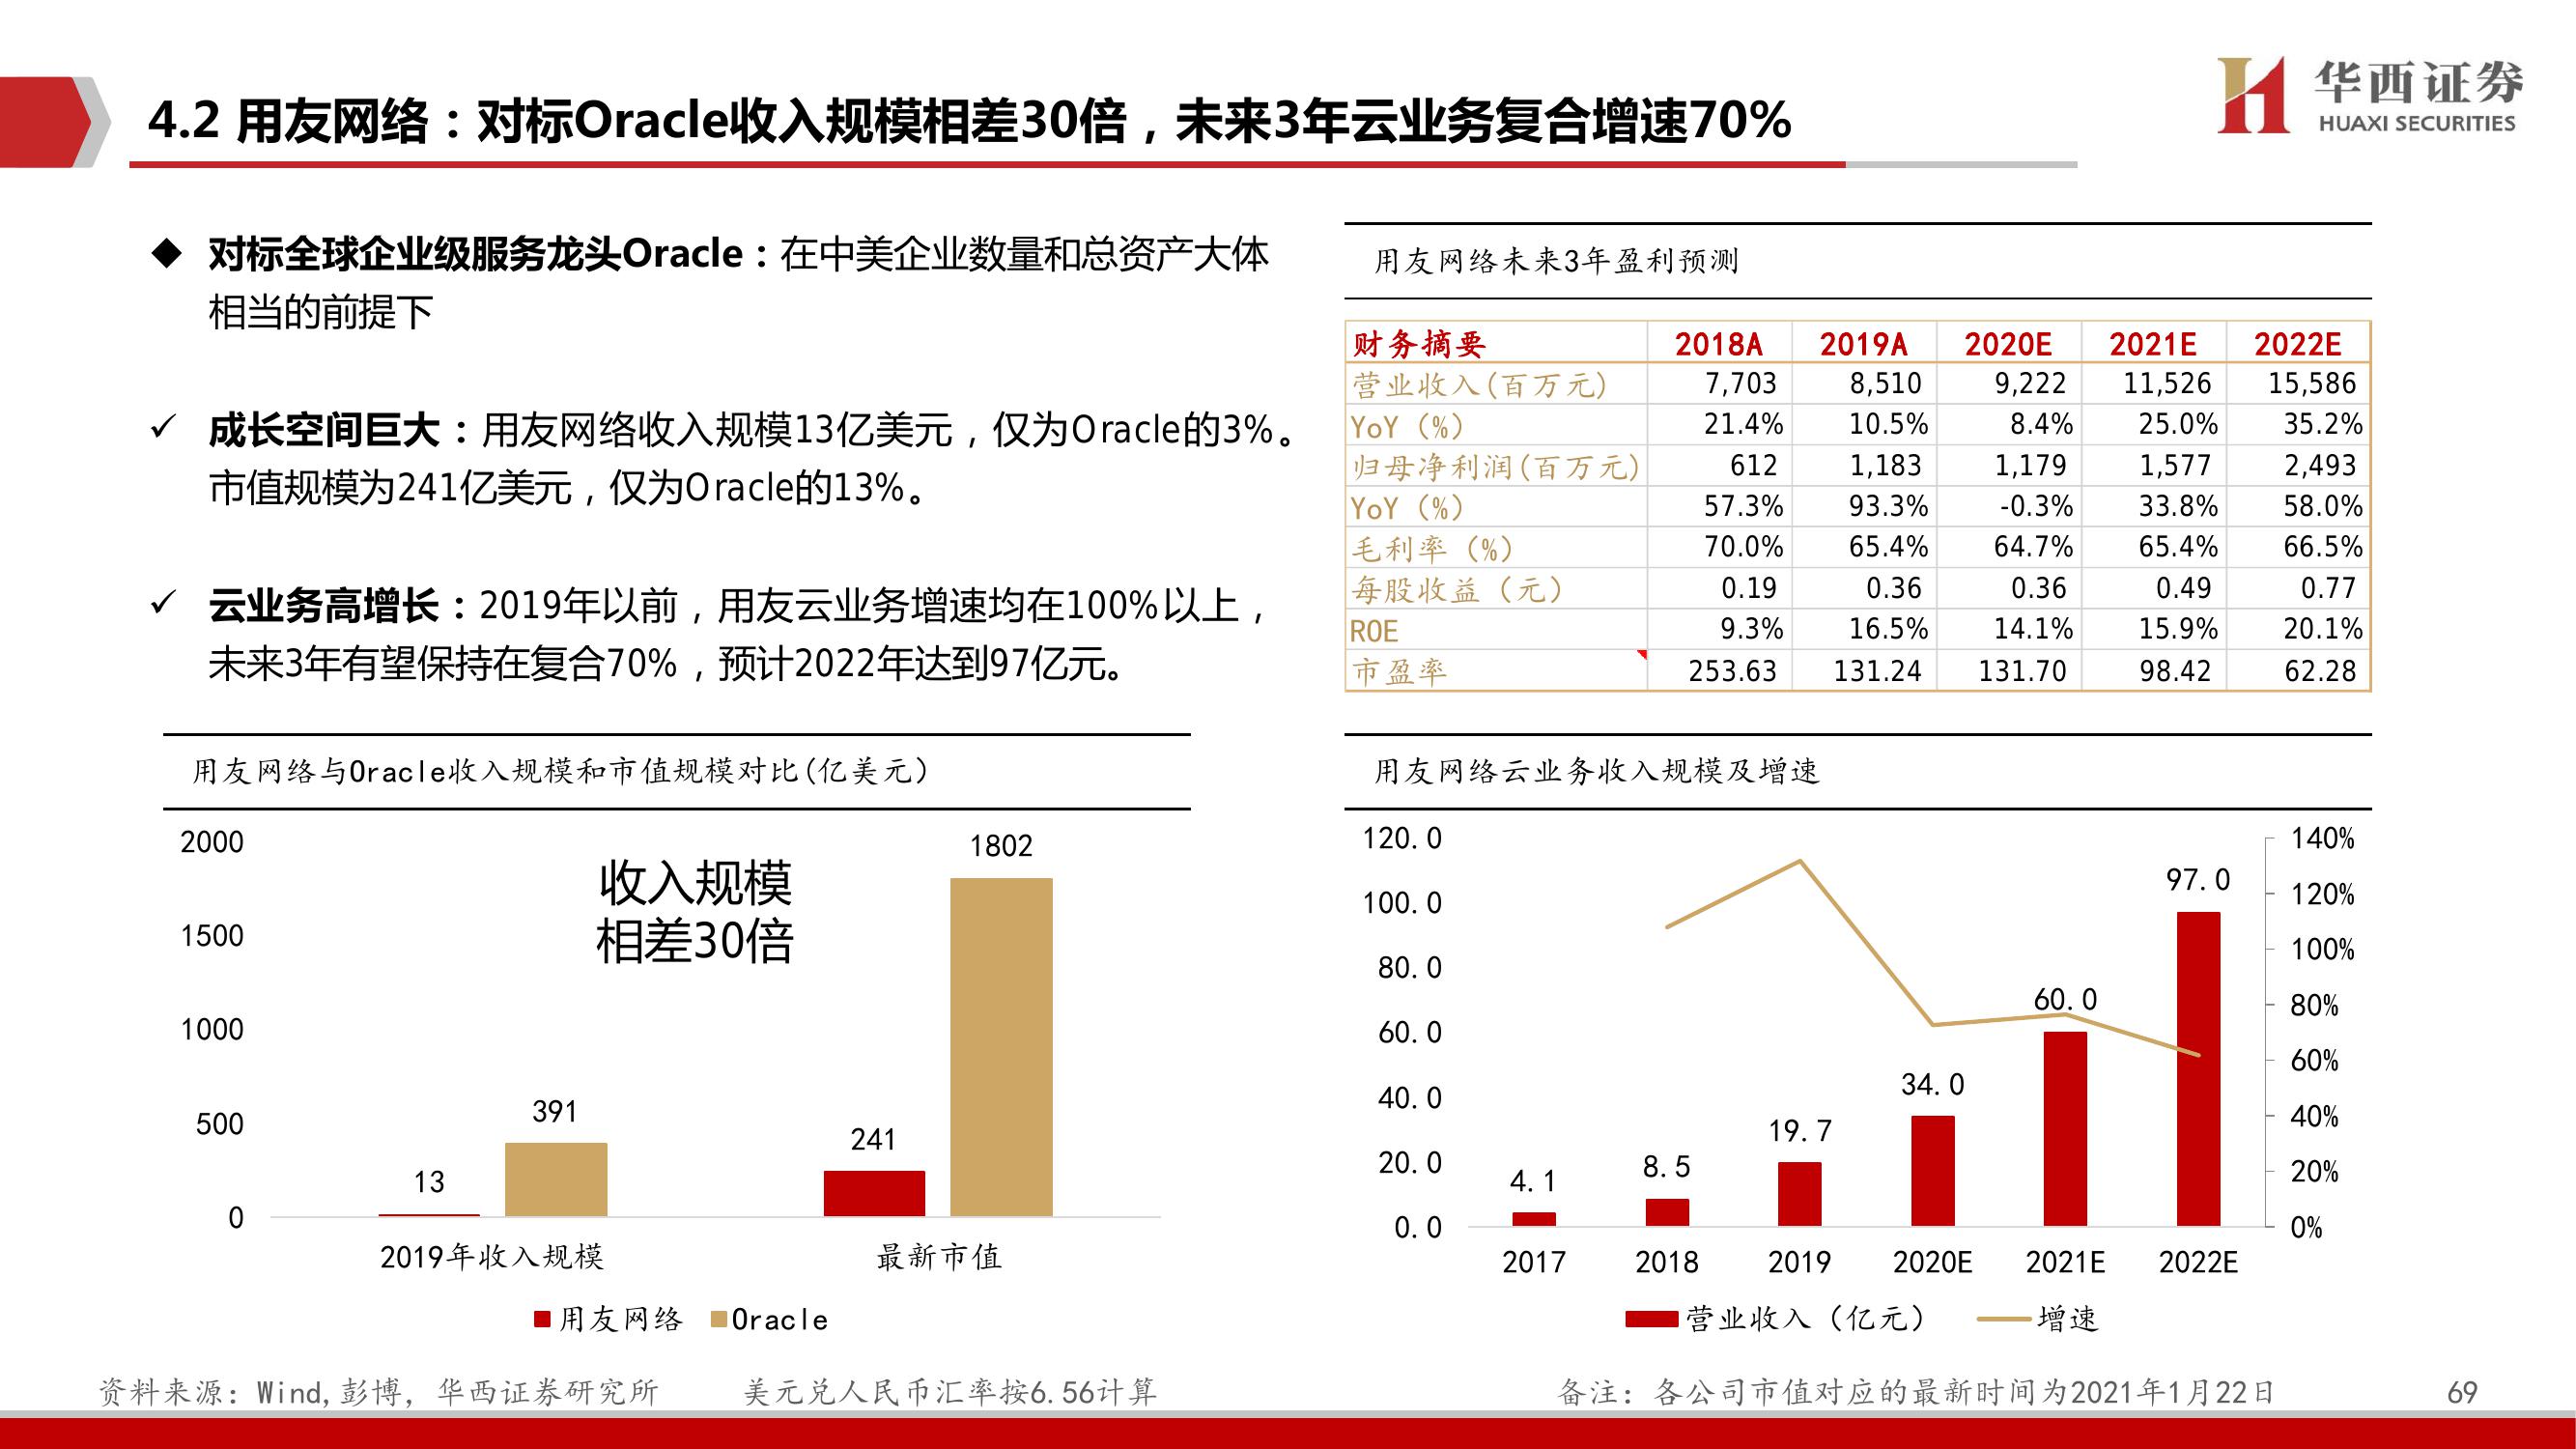 4.2 用友网络：对标Oracle收入规模相差30倍，未来3年云业务复合增速70%
华西证券
HUAXI SECURITIES
◆ 对标全球企业级服务龙头Oracle：在中美企业数量和总资产大体
相当的前提下
✓ 成长空间巨大：用友网络收入规模13亿美元，仅为Oracle的3%。
市值规模为241亿美元，仅为Oracle的13%。
✓ 云业务高增长：2019年以前，用友云业务增速均在100%以上，
未来3年有望保持在复合70%，预计2022年达到97亿元。
用友网络未来3年盈利预测
财务摘要 2018A 2019A 2020E 2021E 2022E
营业收入(百万元) 7,703 8,510 9,222 11,526 15,586
YoY（%） 21.4% 10.5% 8.4% 25.0% 35.2%
归母净利润(百万元) 612 1,183 1,179 1,577 2,493
YoY（%） 57.3% 93.3% -0.3% 33.8% 58.0%
毛利率（%） 70.0% 65.4% 64.7% 65.4% 66.5%
每股收益（元） 0.19 0.36 0.36 0.49 0.77
ROE 9.3% 16.5% 14.1% 15.9% 20.1%
市盈率 253.63 131.24 131.70 98.42 62.28
用友网络与Oracle收入规模和市值规模对比(亿美元)
2000
1500
1000
500
0
收入规模
相差30倍
13
391
241
1802
2019年收入规模 最新市值
用友网络 Oracle
用友网络云业务收入规模及增速
120.0
100.0
80.0
60.0
40.0
20.0
0.0
4.1
8.5
19.7
34.0
60.0
97.0
140%
120%
100%
80%
60%
40%
20%
0%
2017 2018 2019 2020E 2021E 2022E
营业收入（亿元） 增速
资料来源：Wind,彭博，华西证券研究所 美元兑人民币汇率按6.56计算
备注：各公司市值对应的最新时间为2021年1月22日
69